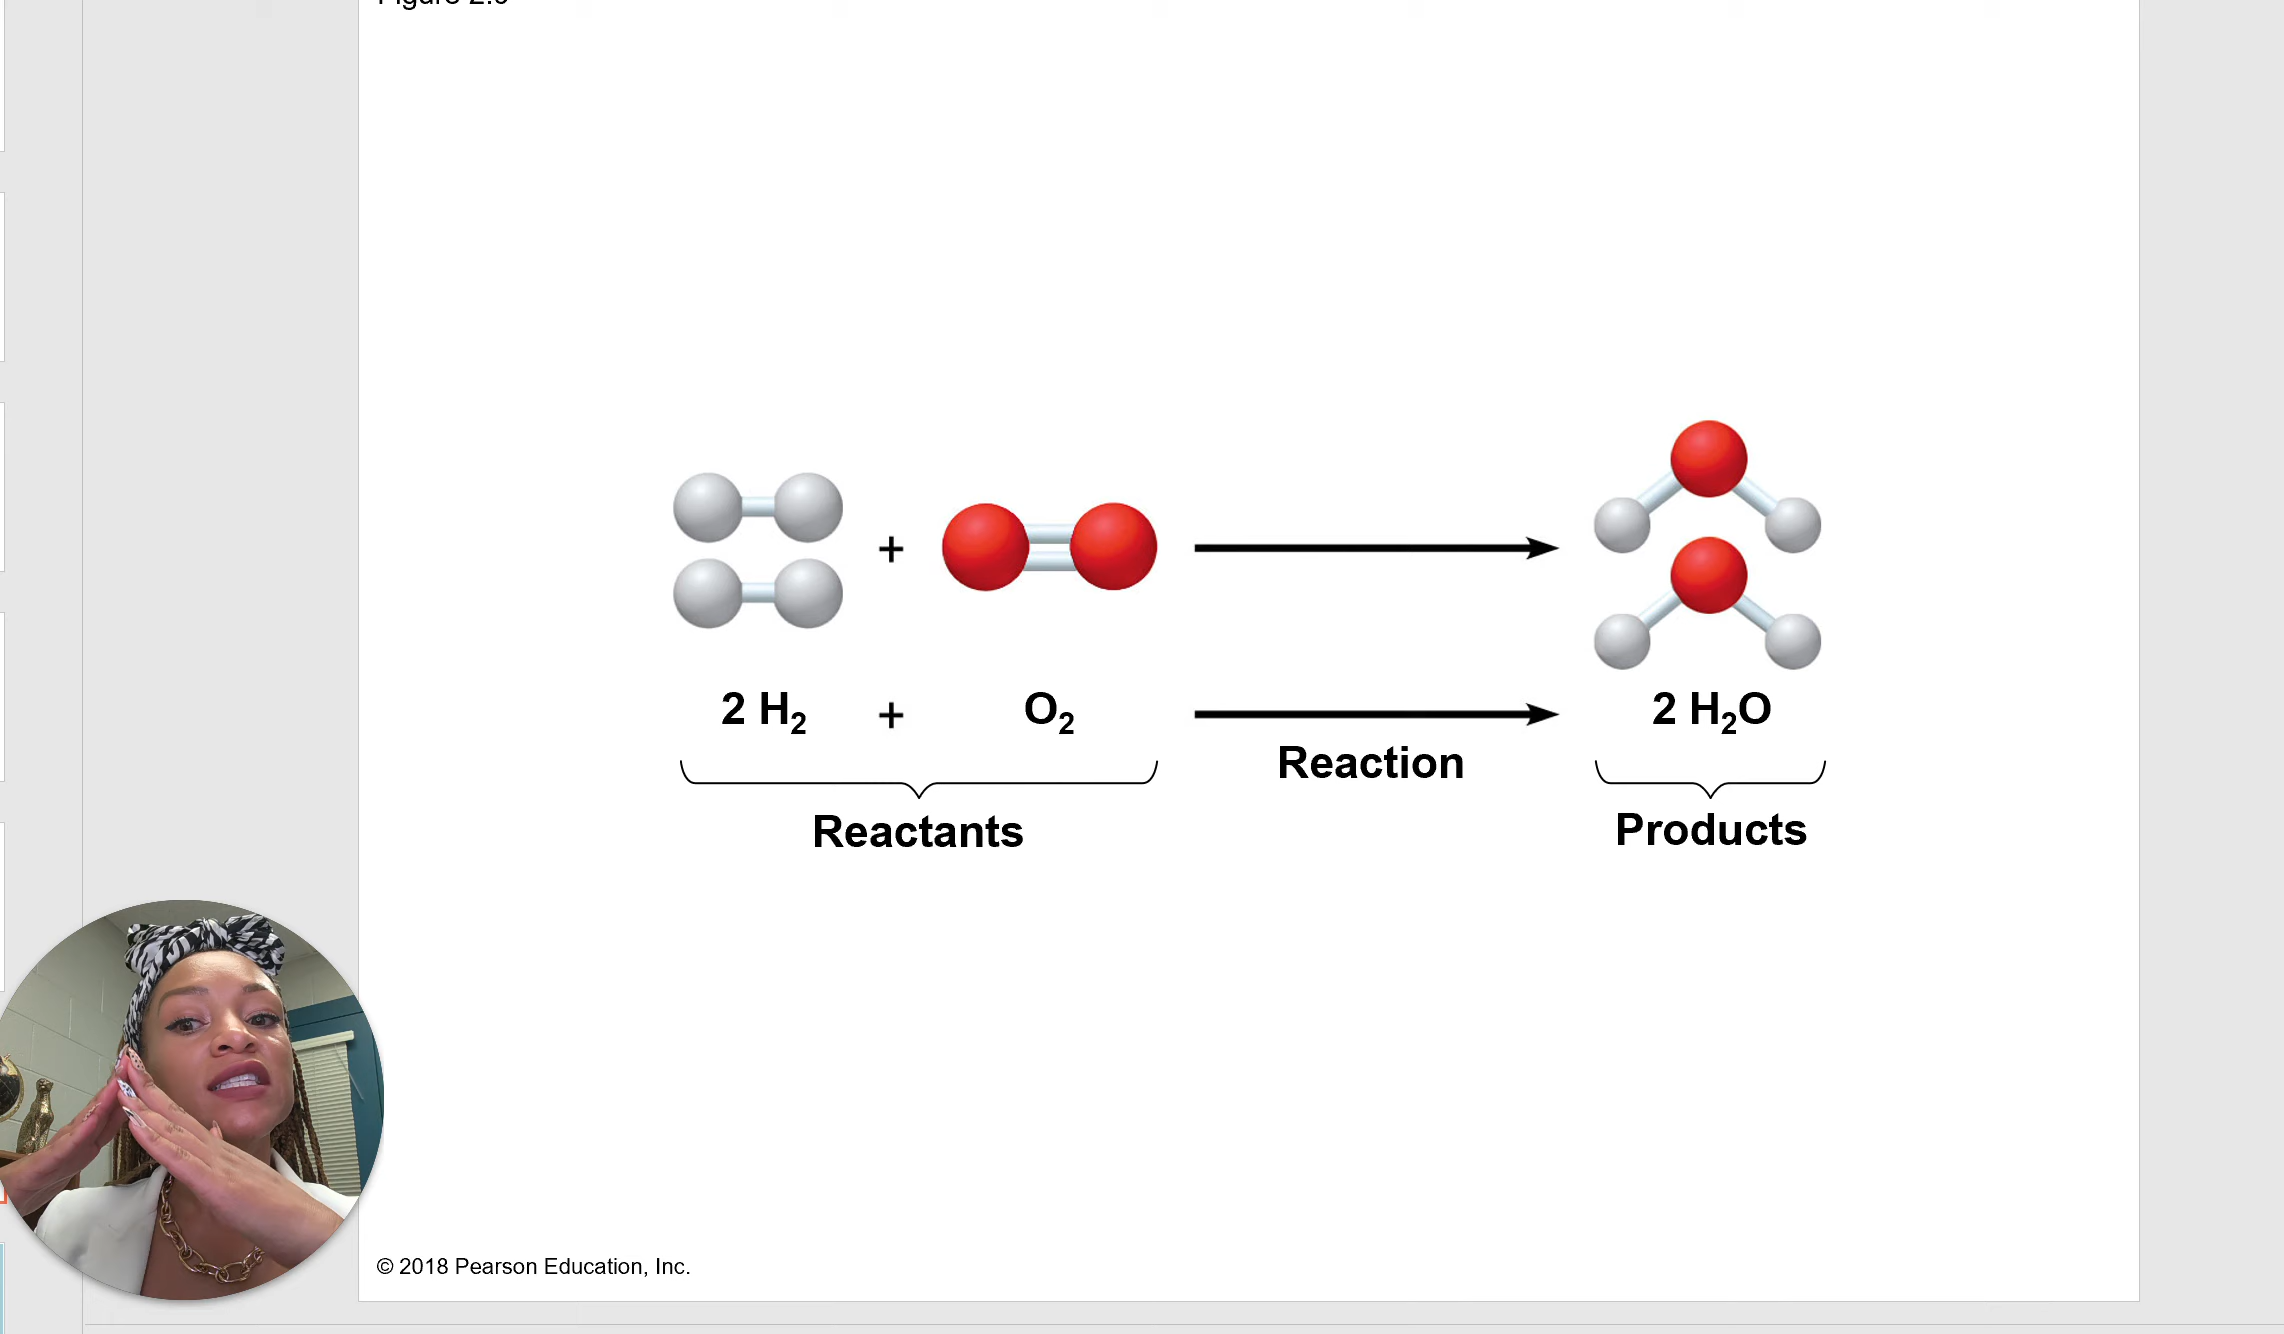 2 H₂ + O₂ 2 H₂O
Reaction
Reactants Products
© 2018 Pearson Education, Inc.